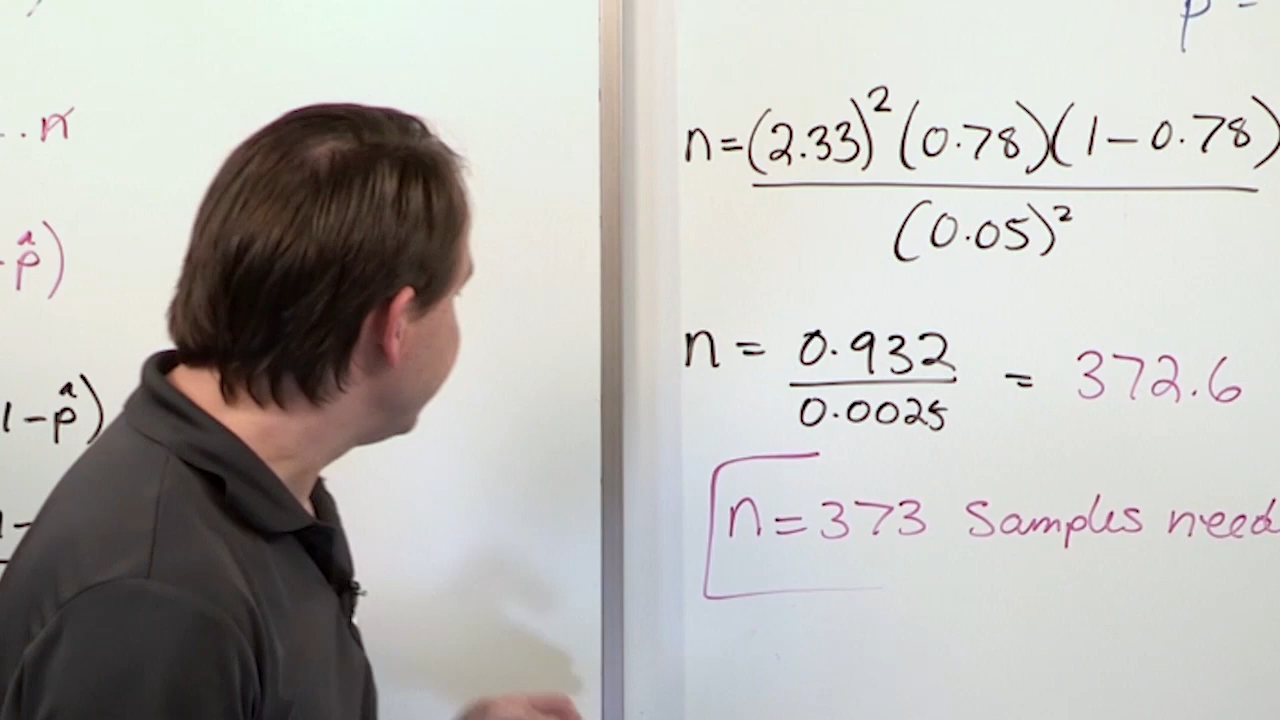 ..n
-p̂)
1-p̂)
1-
p =
n=(2.33)²(0.78)(1-0.78)
(0.05)²
n = 0.932 = 372.6
0.0025
n=373 Samples need